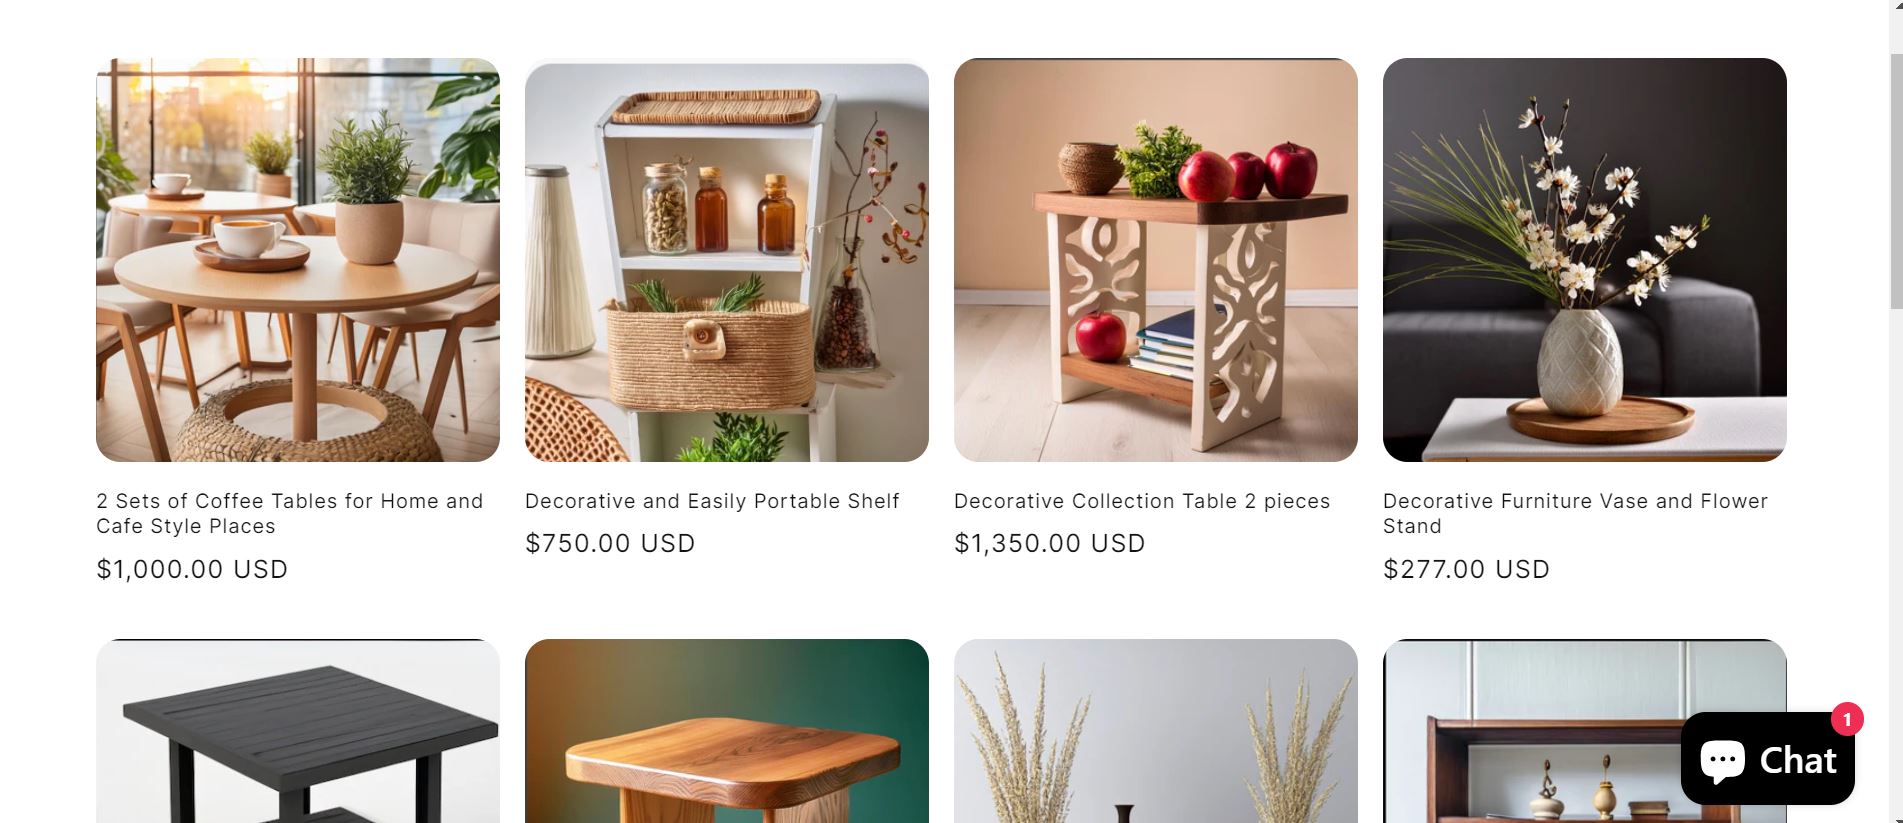 2 Sets of Coffee Tables for Home and
Cafe Style Places
$1,000.00 USD
Decorative and Easily Portable Shelf
$750.00 USD
Decorative Collection Table 2 pieces
$1,350.00 USD
Decorative Furniture Vase and Flower
Stand
$277.00 USD
1
Chat